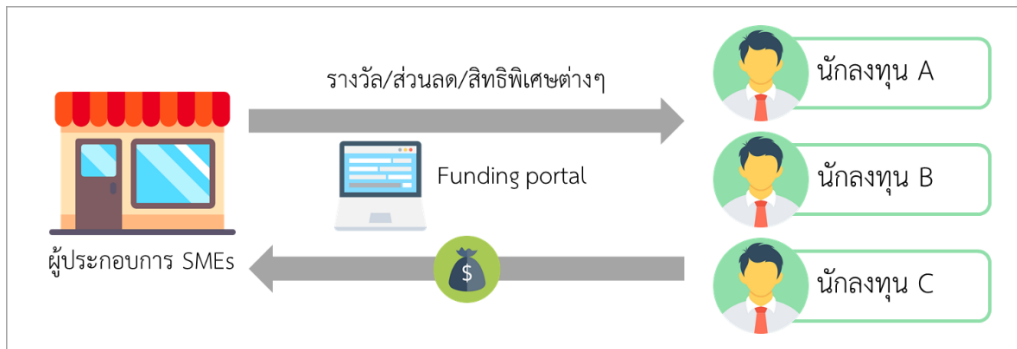 รางวัล/ส่วนลด/สิทธิพิเศษต่างๆ
Funding portal
ผู้ประกอบการ SMEs
$
นักลงทุน A
นักลงทุน B
นักลงทุน C